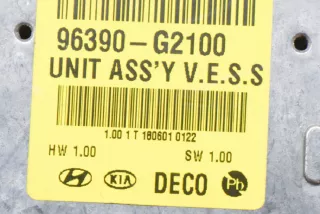 96390-G2100
UNIT ASS'Y V.E.S.S
1.00 1 T 180601 0122
HW 1.00 SW 1.00
KIA DECO Pb